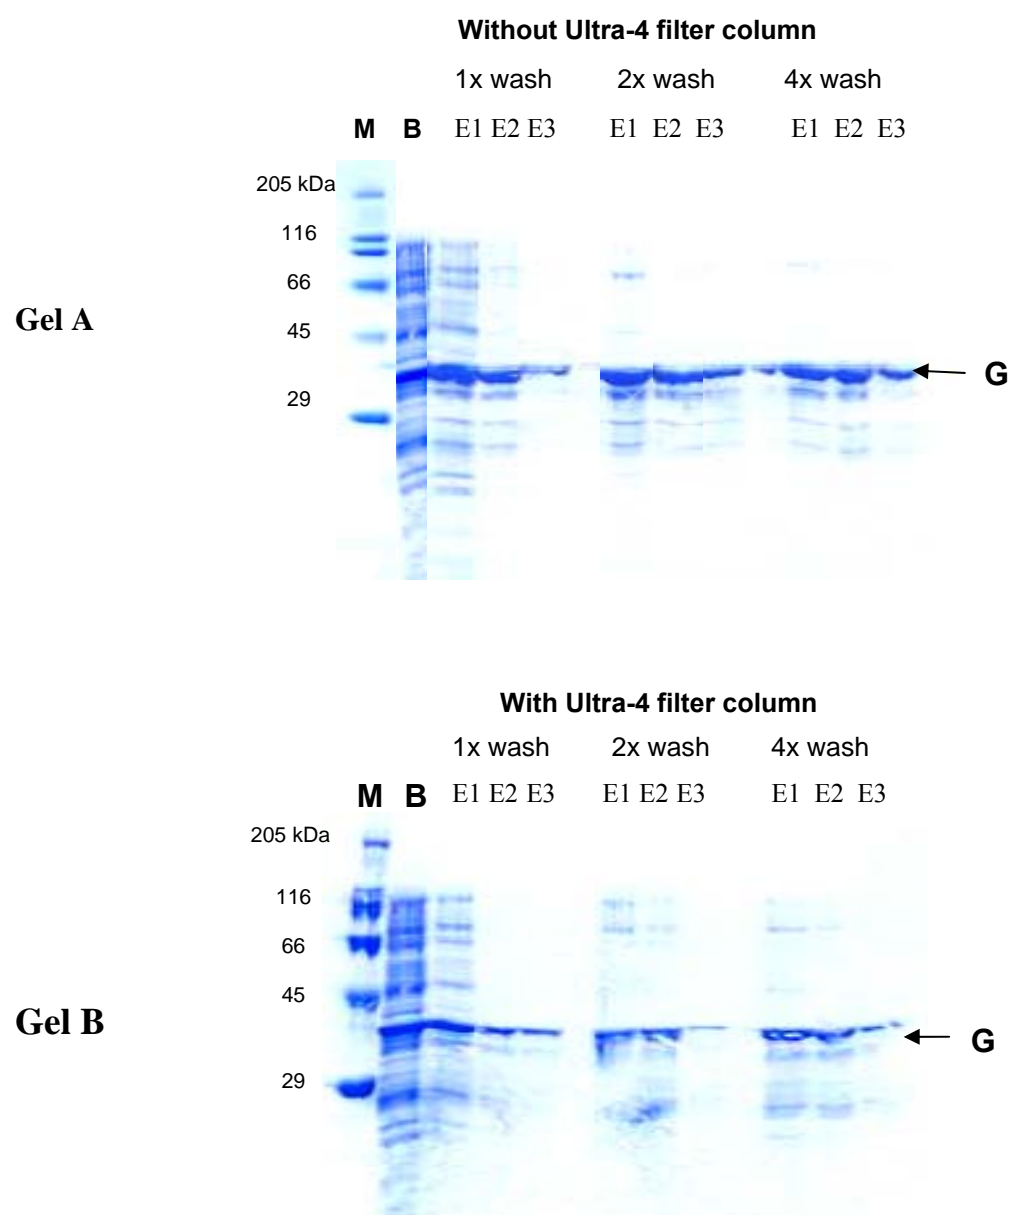 Without Ultra-4 filter column
1x wash 2x wash 4x wash
M B E1 E2 E3 E1 E2 E3 E1 E2 E3
205 kDa
116
66
Gel A
45
G
29
With Ultra-4 filter column
1x wash 2x wash 4x wash
M B E1 E2 E3 E1 E2 E3 E1 E2 E3
205 kDa
116
66
45
Gel B
G
29